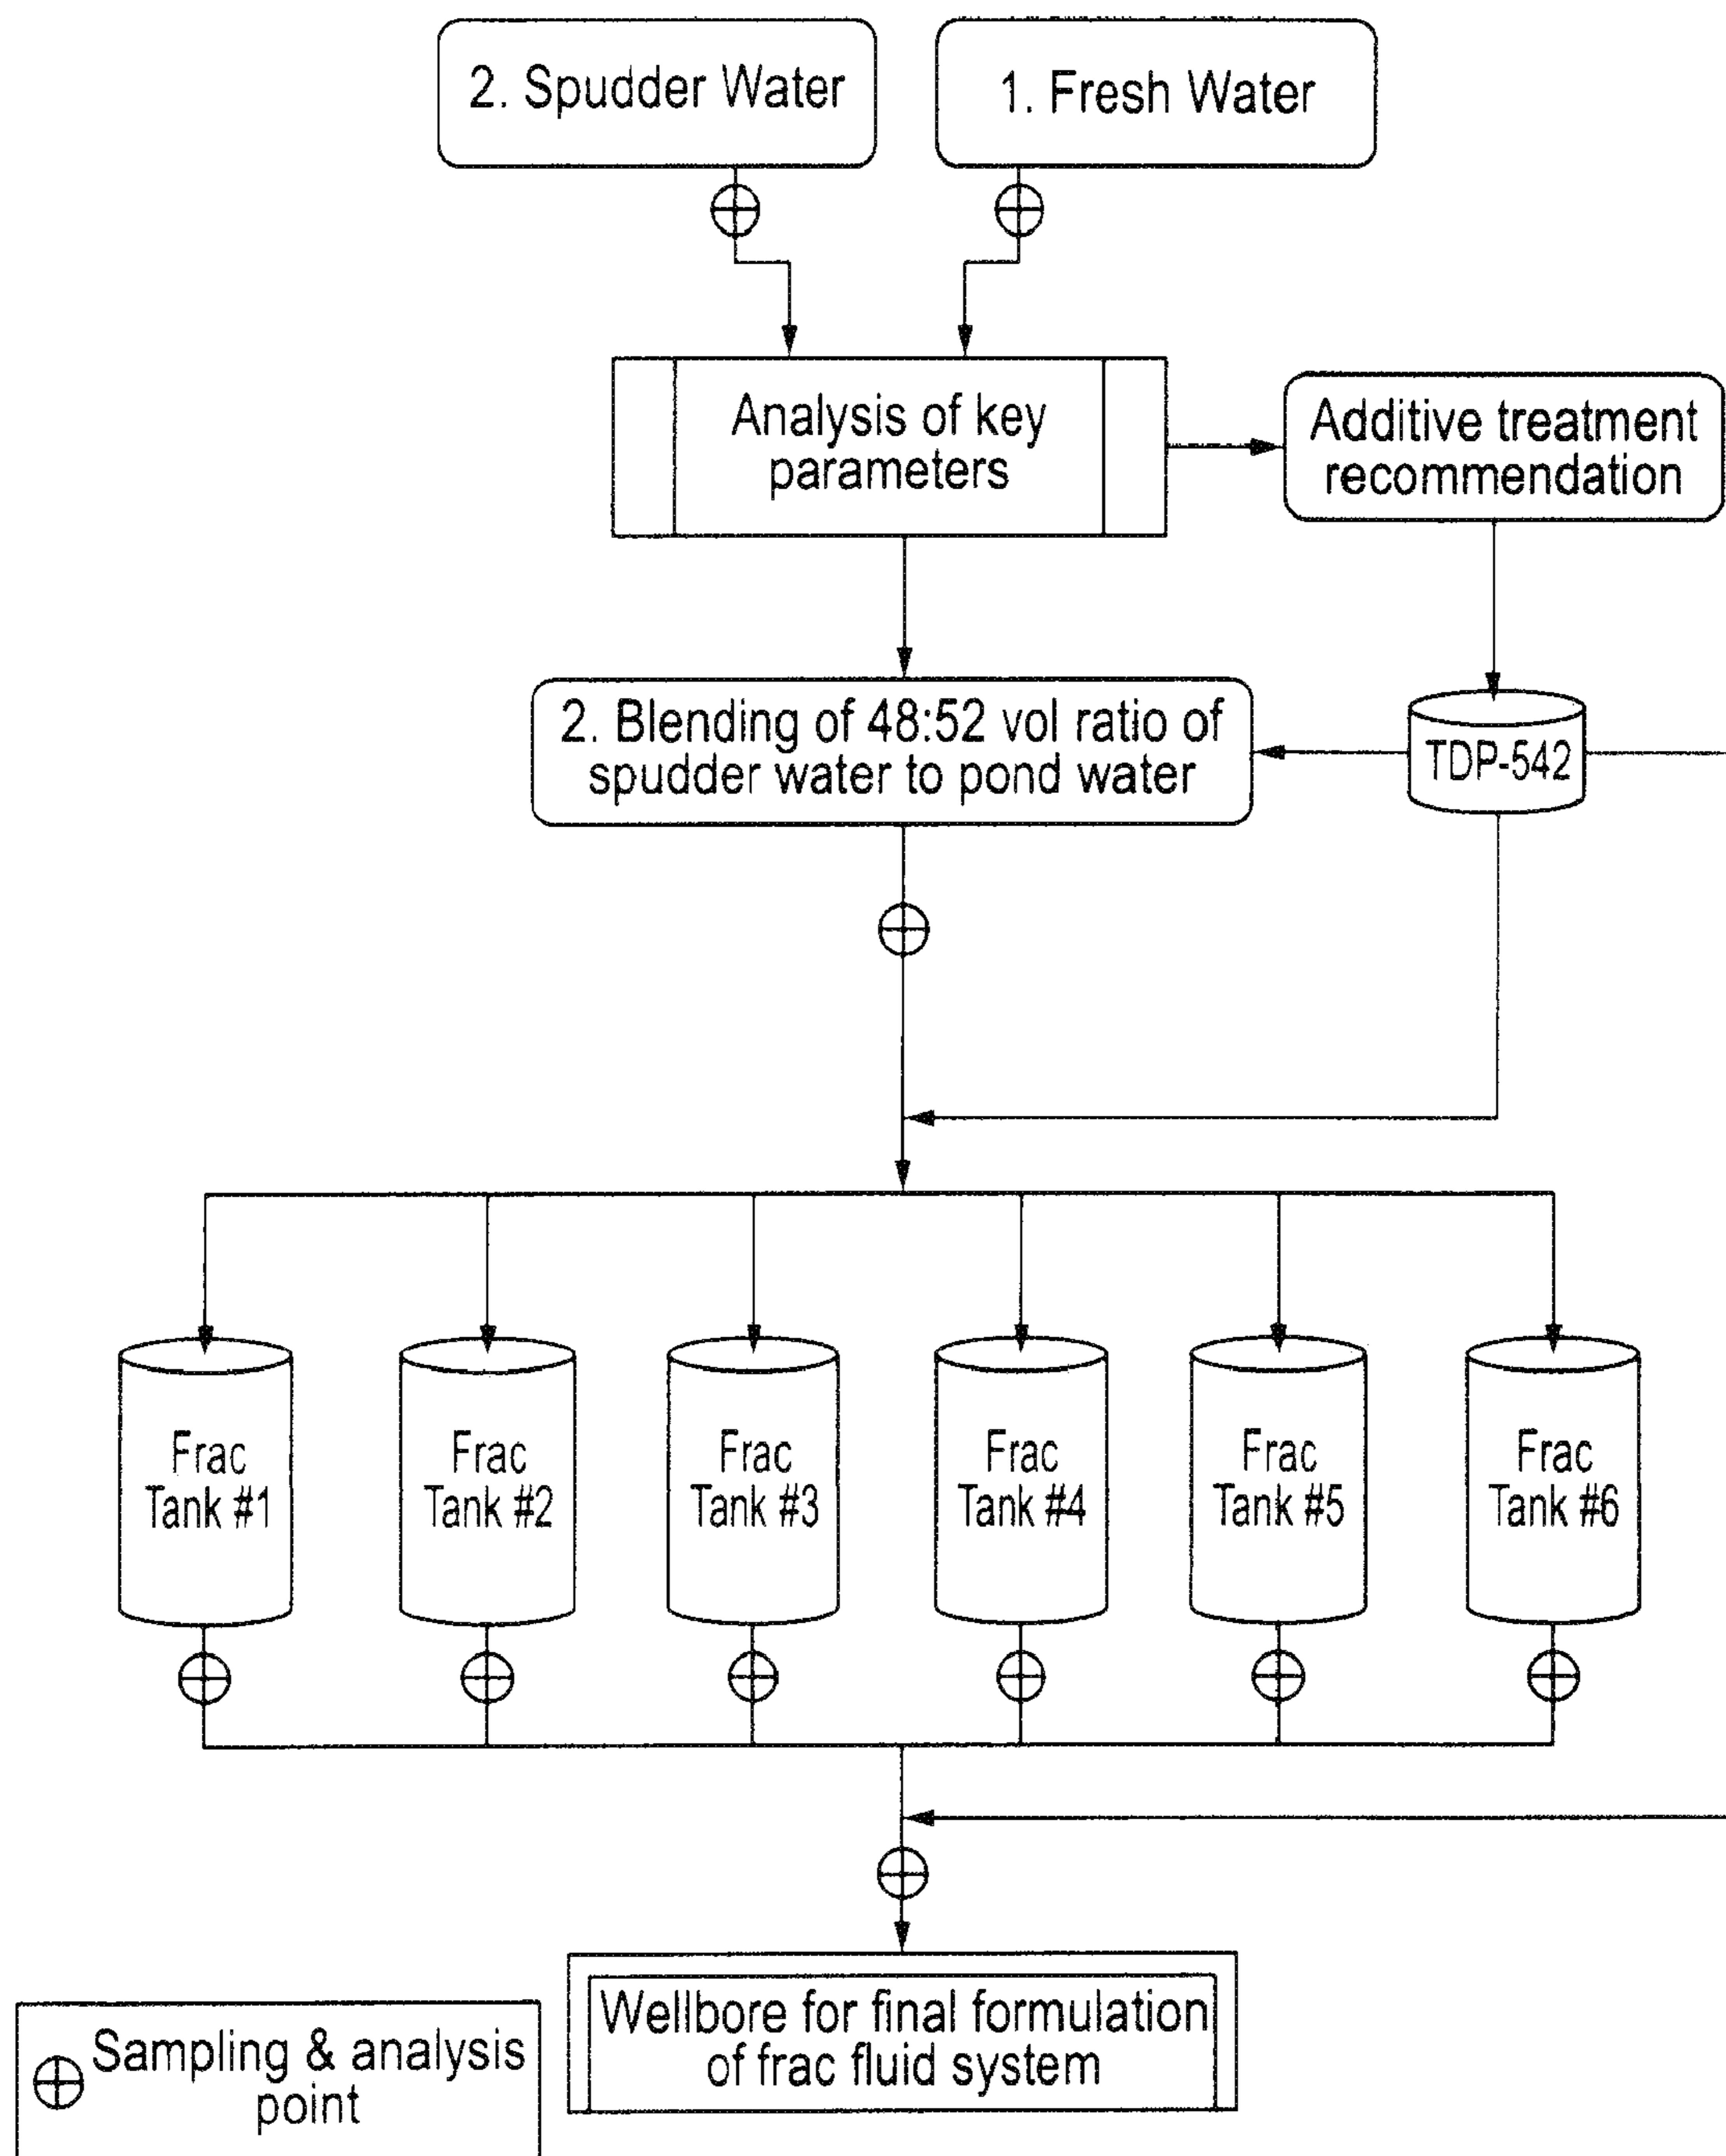 2. Spudder Water
1. Fresh Water
Analysis of key
parameters
Additive treatment
recommendation
2. Blending of 48:52 vol ratio of
spudder water to pond water
TDP-542
Frac
Tank #1
Frac
Tank #2
Frac
Tank #3
Frac
Tank #4
Frac
Tank #5
Frac
Tank #6
Wellbore for final formulation
of frac fluid system
Sampling & analysis
point